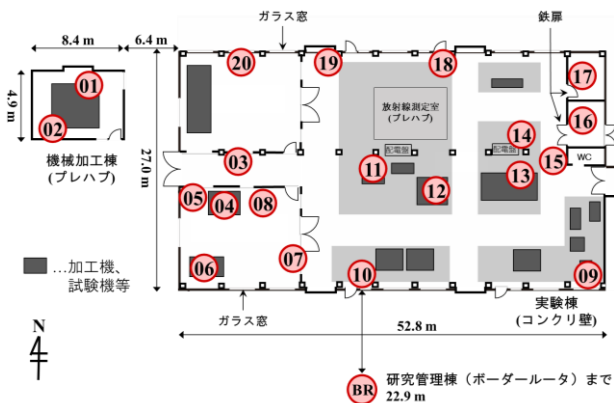 ガラス窓
鉄扉
8.4 m
6.4 m
20
19
18
17
01
02
4.9 m
機械加工棟
(プレハブ)
27.0 m
放射線測定室
(プレハブ)
16
14
配電盤
配電盤
03
11
12
13
15
WC
05
04
08
…加工機、
試験機等
06
07
10
09
ガラス窓
実験棟
(コンクリ壁)
52.8 m
N
BR
研究管理棟（ボーダールータ）まで
22.9 m